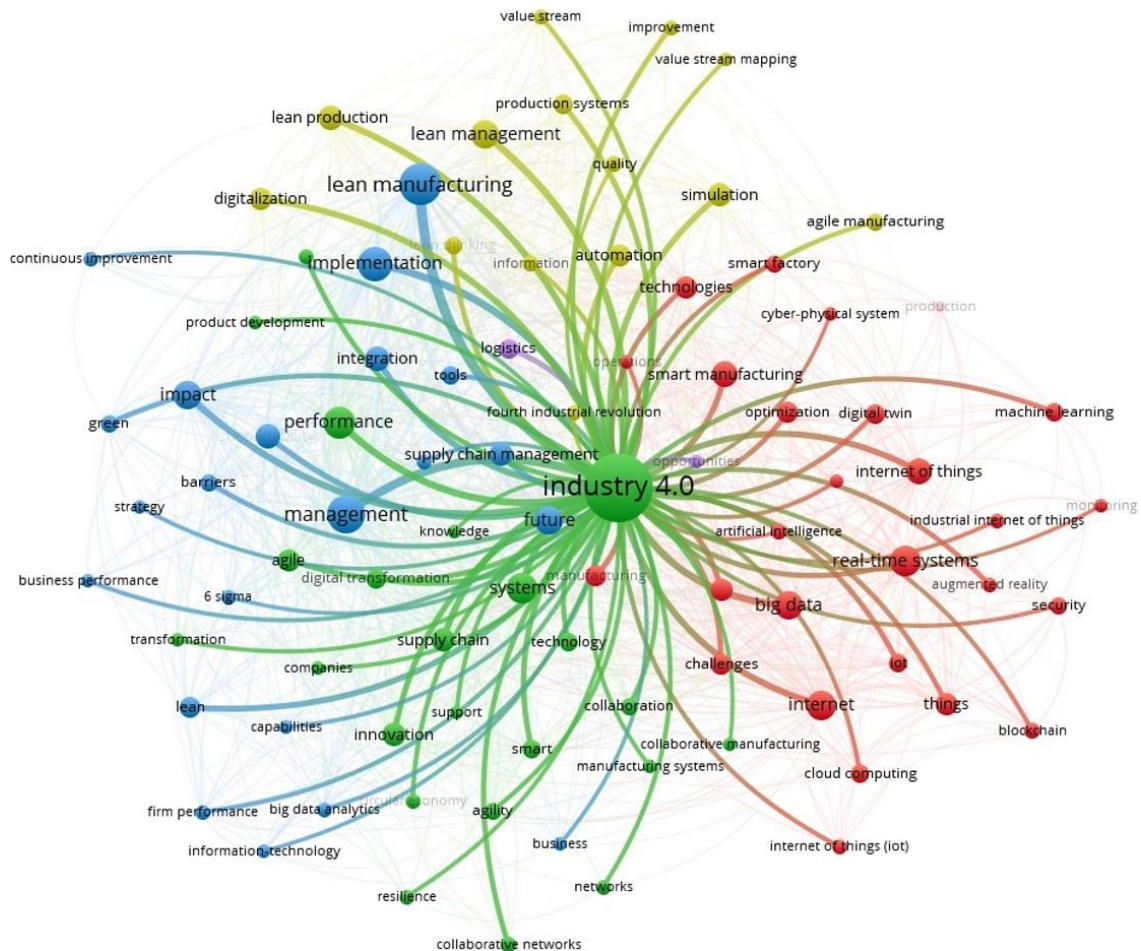 value stream
improvement
value stream mapping
production systems
lean production
lean management
quality
lean manufacturing
simulation
digitalization
agile manufacturing
lean thinking
automation
continuous improvement
implementation
information
smart factory
technologies
production
cyber-physical system
product development
logistics
integration
operations
tools
smart manufacturing
impact
fourth industrial revolution
optimization
digital twin
machine learning
green
performance
supply chain management
opportunities
internet of things
barriers
industry 4.0
strategy
management
future
knowledge
artificial intelligence
industrial internet of things
monitoring
agile
real-time systems
business performance
digital transformation
manufacturing
augmented reality
6 sigma
systems
big data
security
transformation
supply chain
technology
companies
challenges
iot
lean
support
collaboration
internet
things
capabilities
innovation
smart
collaborative manufacturing
blockchain
manufacturing systems
cloud computing
circular economy
firm performance
big data analytics
agility
information-technology
business
internet of things (iot)
resilience
networks
collaborative networks